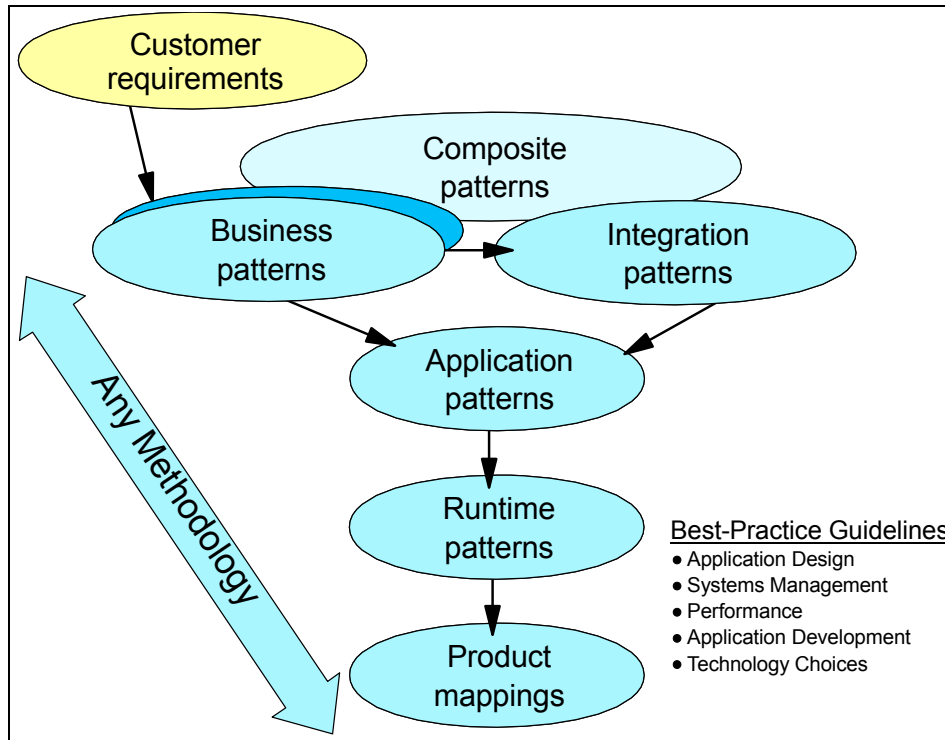 Customer
requirements
Composite
patterns
Business
patterns
Integration
patterns
Application
patterns
Any Methodology
Runtime
patterns
Best-Practice Guidelines
● Application Design
● Systems Management
● Performance
● Application Development
● Technology Choices
Product
mappings